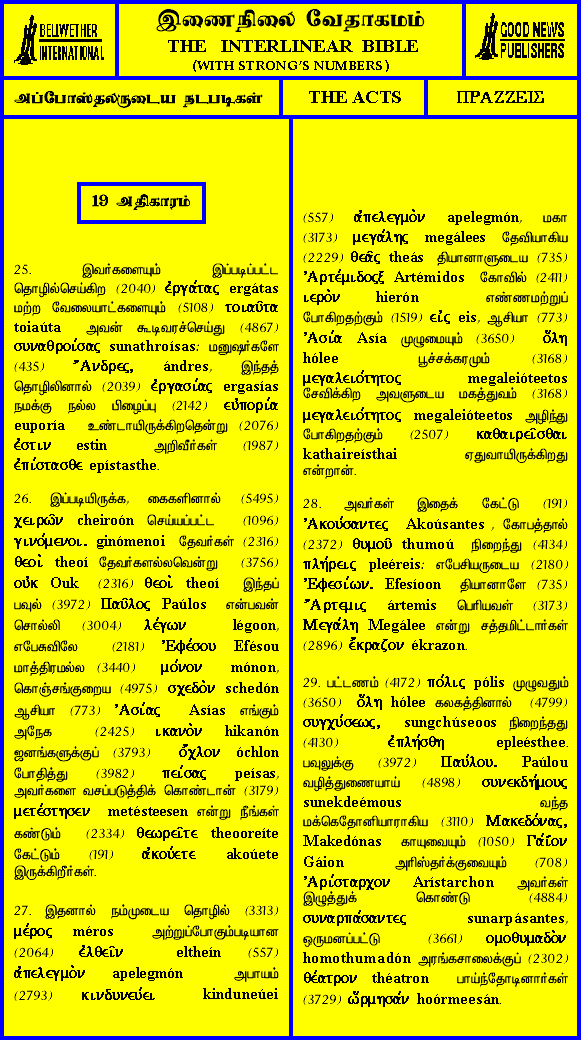 BELLWETHER
INTERNATIONAL
இணைநிலை வேதாகமம்
THE INTERLINEAR BIBLE
(WITH STRONG'S NUMBERS)
GOOD NEWS
PUBLISHERS
அப்போஸ்தலருடைய நடபடிகள்
THE ACTS
ΠΡΑΖΖΕΙΣ
19 அதிகாரம்
25. இவர்களையும் இப்படிப்பட்ட
தொழில்செய்கிற (2040) ἐργάτας ergátas
மற்ற வேலையாட்களையும் (5108) τοιαῦτα
toiaúta அவன் கூடிவரச்செய்து (4867)
συναθροίσας sunathroísas: மனுஷர்களே
(435) Ἄνδρες, ándres, இந்தத்
தொழிலினால் (2039) ἐργασίας ergasías
நமக்கு நல்ல பிழைப்பு (2142) εὐπορία
euporía உண்டாயிருக்கிறதென்று (2076)
ἐστιν estin அறிவீர்கள் (1987)
ἐπίστασθε epístasthe.
26. இப்படியிருக்க, கைகளினால் (5495)
χειρῶν cheiroón செய்யப்பட்ட (1096)
γινόμενοι. ginómenoi தேவர்கள் (2316)
θεοὶ theoí தேவர்களல்லவென்று (3756)
οὐκ Ouk (2316) θεοὶ theoí இந்தப்
பவுல் (3972) Παῦλος Paúlos என்பவன்
சொல்லி (3004) λέγων légoon,
எபேசுவிலே (2181) Ἐφέσου Efésou
மாத்திரமல்ல (3440) μόνον mónon,
கொஞ்சங்குறைய (4975) σχεδὸν schedón
ஆசியா (773) Ἀσίας Asías எங்கும்
அநேக (2425) ικανὸν hikanón
ஜனங்களுக்குப் (3793) ὄχλον óchlon
போதித்து (3982) πείσας peísas,
அவர்களை வசப்படுத்திக் கொண்டான் (3179)
μετέστησεν metésteesen என்று நீங்கள்
கண்டும் (2334) θεωρεῖτε theooreíte
கேட்டும் (191) ἀκούετε akoúete
இருக்கிறீர்கள்.
27. இதனால் நம்முடைய தொழில் (3313)
μέρος méros அற்றுப்போகும்படியான
(2064) ἐλθεῖν eltheín (557)
ἀπελεγμὸν apelegmón அபாயம்
(2793) κινδυνεύει kinduneúei
(557) ἀπελεγμὸν apelegmón, மகா
(3173) μεγάλης megálees தேவியாகிய
(2229) θεᾶς theás தியானாளுடைய (735)
Ἀρτέμιδοςξ Artémidos கோவில் (2411)
ιερὸν hierón எண்ணமற்றுப்
போகிறதற்கும் (1519) εἰς eis, ஆசியா (773)
Ἀσία Asía முழுமையும் (3650) ὅλη
hólee பூச்சக்கரமும் (3168)
μεγαλειότητος megaleióteetos
சேவிக்கிற அவளுடைய மகத்துவம் (3168)
μεγαλειότητος megaleióteetos அழிந்து
போகிறதற்கும் (2507) καθαιρεῖσθαι
kathaireísthai ஏதுவாயிருக்கிறது
என்றான்.
28. அவர்கள் இதைக் கேட்டு (191)
Ἀκούσαντες Akoúsantes , கோபத்தால்
(2372) θυμοῦ thumoú நிறைந்து (4134)
πλήρεις pleéreis: எபேசியருடைய (2180)
Ἐφεσίων. Efesíoon தியானாளே (735)
Ἄρτεμις ártemis பெரியவள் (3173)
Μεγάλη Megálee என்று சத்தமிட்டார்கள்
(2896) ἔκραζον ékrazon.
29. பட்டணம் (4172) πόλις pólis முழுவதும்
(3650) ὅλη hólee கலகத்தினால் (4799)
συγχύσεως, sungchúseoos நிறைந்தது
(4130) ἐπλήσθη epleésthee.
பவுலுக்கு (3972) Παύλου. Paúlou
வழித்துணையாய் (4898) συνεκδήμους
sunekdeémous வந்த
மக்கெதோனியாராகிய (3110) Μακεδόνας,
Makedónas காயுவையும் (1050) Γάϊον
Gáion அரிஸ்தர்க்குவையும் (708)
Ἀρίσταρχον Arístarchon அவர்கள்
இழுத்துக் கொண்டு (4884)
συναρπάσαντες sunarpásantes,
ஒருமனப்பட்டு (3661) ομοθυμαδὸν
homothumadón அரங்கசாலைக்குப் (2302)
θέατρον théatron பாய்ந்தோடினார்கள்
(3729) ὥρμησάν hoórmeesán.